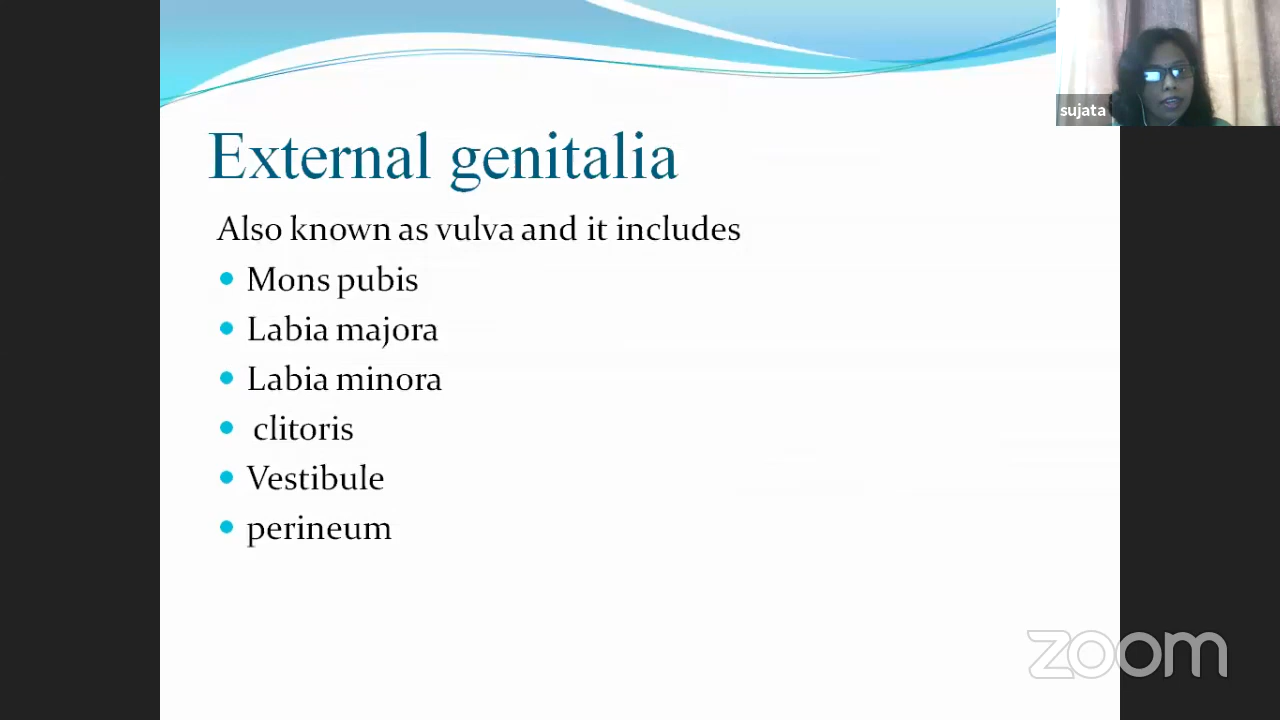 sujata
External genitalia
Also known as vulva and it includes
• Mons pubis
• Labia majora
• Labia minora
• clitoris
• Vestibule
• perineum
zoom